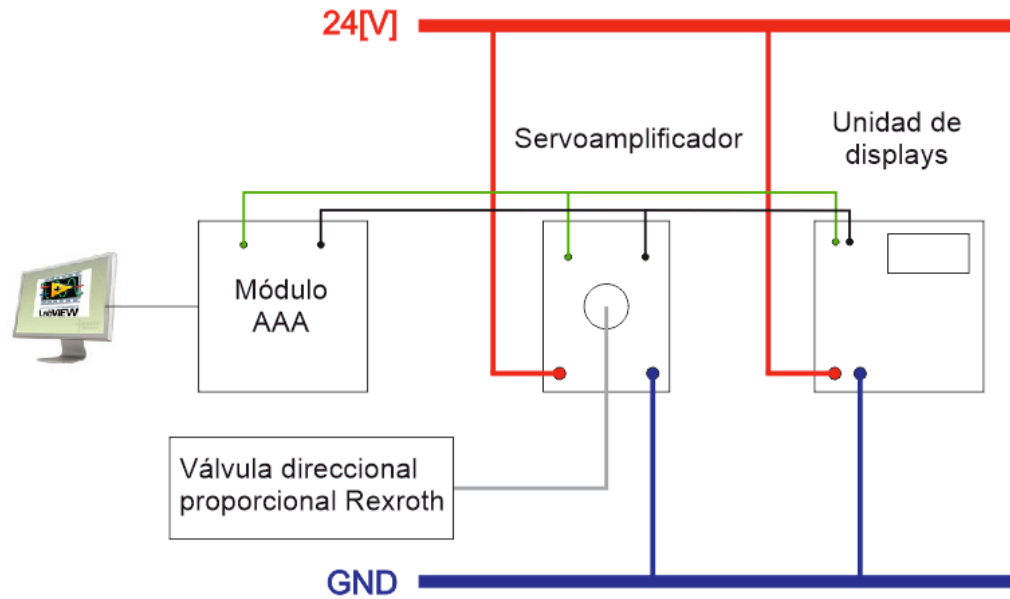 24[V]
Servoamplificador
Unidad de
displays
Módulo
AAA
LabVIEW
Válvula direccional
proporcional Rexroth
GND